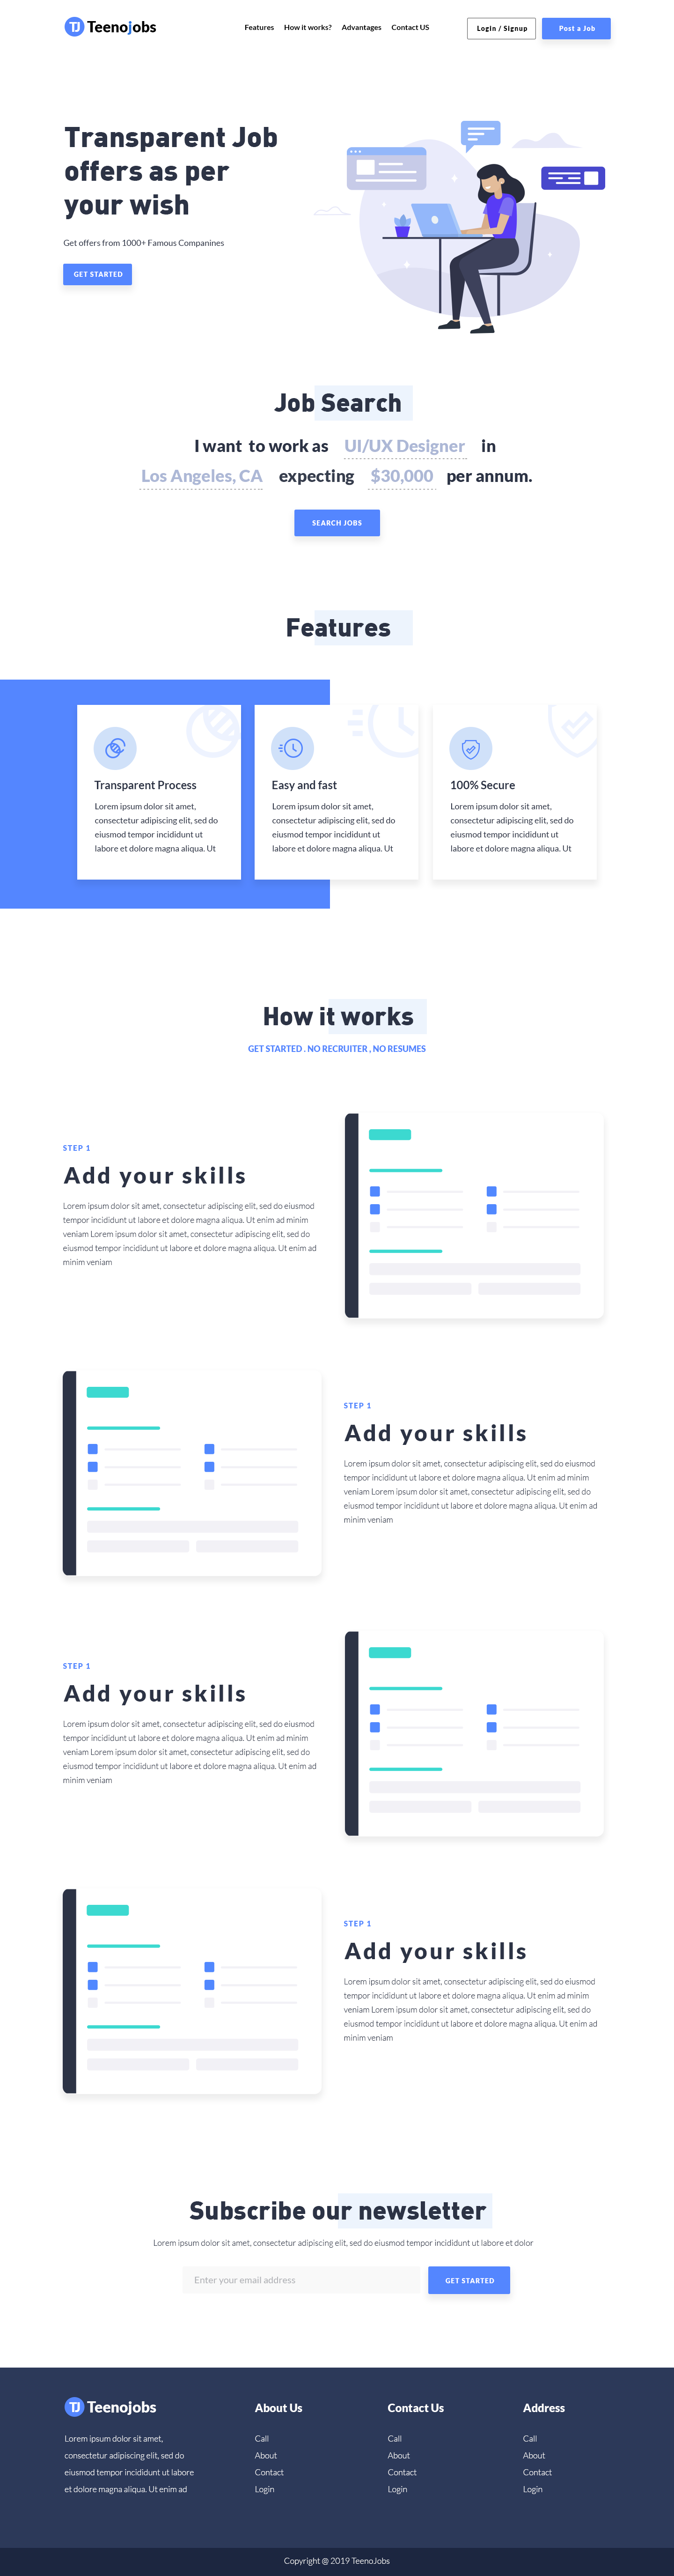 TJ Teenojobs
Features How it works? Advantages Contact US
Login / Signup
Post a Job
Transparent Job
offers as per
your wish
Get offers from 1000+ Famous Companines
GET STARTED
Job Search
I want to work as UI/UX Designer in
Los Angeles, CA expecting $30,000 per annum.
SEARCH JOBS
Features
Transparent Process
Lorem ipsum dolor sit amet,
consectetur adipiscing elit, sed do
eiusmod tempor incididunt ut
labore et dolore magna aliqua. Ut
Easy and fast
Lorem ipsum dolor sit amet,
consectetur adipiscing elit, sed do
eiusmod tempor incididunt ut
labore et dolore magna aliqua. Ut
100% Secure
Lorem ipsum dolor sit amet,
consectetur adipiscing elit, sed do
eiusmod tempor incididunt ut
labore et dolore magna aliqua. Ut
How it works
GET STARTED . NO RECRUITER , NO RESUMES
STEP 1
Add your skills
Lorem ipsum dolor sit amet, consectetur adipiscing elit, sed do eiusmod
tempor incididunt ut labore et dolore magna aliqua. Ut enim ad minim
veniam Lorem ipsum dolor sit amet, consectetur adipiscing elit, sed do
eiusmod tempor incididunt ut labore et dolore magna aliqua. Ut enim ad
minim veniam
STEP 1
Add your skills
Lorem ipsum dolor sit amet, consectetur adipiscing elit, sed do eiusmod
tempor incididunt ut labore et dolore magna aliqua. Ut enim ad minim
veniam Lorem ipsum dolor sit amet, consectetur adipiscing elit, sed do
eiusmod tempor incididunt ut labore et dolore magna aliqua. Ut enim ad
minim veniam
STEP 1
Add your skills
Lorem ipsum dolor sit amet, consectetur adipiscing elit, sed do eiusmod
tempor incididunt ut labore et dolore magna aliqua. Ut enim ad minim
veniam Lorem ipsum dolor sit amet, consectetur adipiscing elit, sed do
eiusmod tempor incididunt ut labore et dolore magna aliqua. Ut enim ad
minim veniam
STEP 1
Add your skills
Lorem ipsum dolor sit amet, consectetur adipiscing elit, sed do eiusmod
tempor incididunt ut labore et dolore magna aliqua. Ut enim ad minim
veniam Lorem ipsum dolor sit amet, consectetur adipiscing elit, sed do
eiusmod tempor incididunt ut labore et dolore magna aliqua. Ut enim ad
minim veniam
Subscribe our newsletter
Lorem ipsum dolor sit amet, consectetur adipiscing elit, sed do eiusmod tempor incididunt ut labore et dolor
Enter your email address
GET STARTED
TJ Teenojobs
Lorem ipsum dolor sit amet,
consectetur adipiscing elit, sed do
eiusmod tempor incididunt ut labore
et dolore magna aliqua. Ut enim ad
About Us
Call
About
Contact
Login
Contact Us
Call
About
Contact
Login
Address
Call
About
Contact
Login
Copyright @ 2019 TeenoJobs